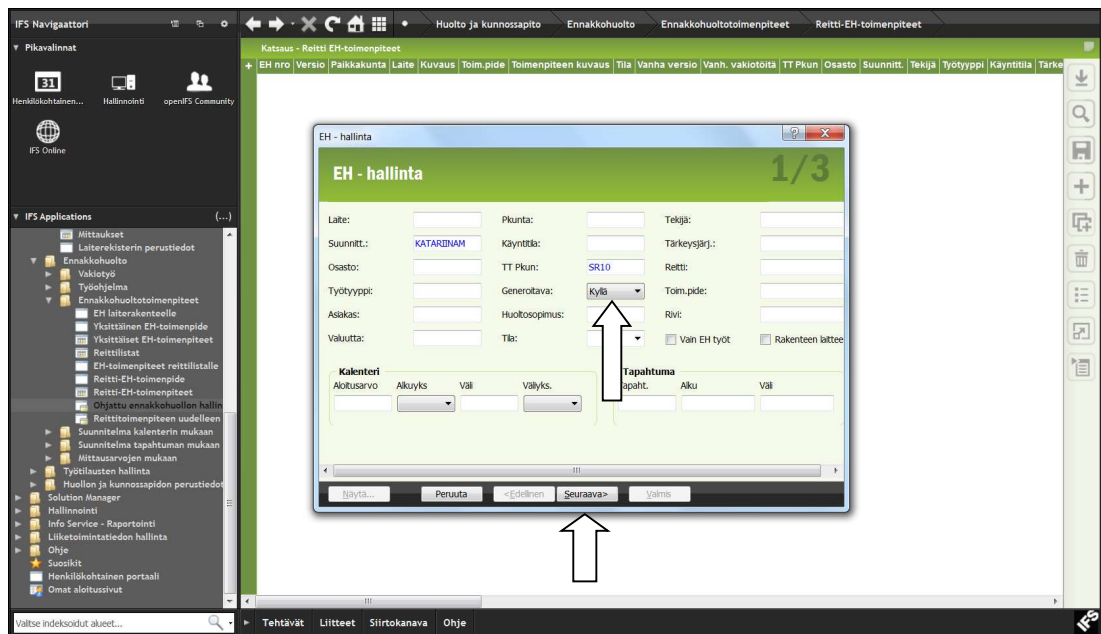 IFS Navigaattori
Huolto ja kunnossapito Ennakkohuolto Ennakkohuoltotoimenpiteet Reitti-EH-toimenpiteet
Pikavalinnat
31
Henkilökohtainen... Hallinnointi openIFS Community
IFS Online
IFS Applications (...)
Mittaukset
Laiterekisterin perustiedot
Ennakkohuolto
Vakiotyö
Työohjelma
Ennakkohuoltotoimenpiteet
EH laiterakenteelle
Yksittäinen EH-toimenpide
Yksittäiset EH-toimenpiteet
Reittilistat
EH-toimenpiteet reittilistalle
Reitti-EH-toimenpide
Reitti-EH-toimenpiteet
Ohjattu ennakkohuollon hallin
Reittitoimenpiteen uudelleen
Suunnitelma kalenterin mukaan
Suunnitelma tapahtuman mukaan
Mittausarvojen mukaan
Työtilausten hallinta
Huollon ja kunnossapidon perustiedot
Solution Manager
Hallinnointi
Info Service - Raportointi
Liiketoimintatiedon hallinta
Ohje
Suosikit
Henkilökohtainen portaali
Omat aloitussivut
Valitse indeksoidut alueet...
Katsaus - Reitti EH-toimenpiteet
+ EH nro Versio Paikkakunta Laite Kuvaus Toim.pide Toimenpiteen kuvaus Tila Vanha versio Vanh. vakiotöitä TT Pkun Osasto Suunnitt. Tekijä Työtyyppi Käyntitila Tärke
EH - hallinta
? X
EH - hallinta 1/3
Laite: Pkunta: Tekijä:
Suunnitt.: KATARIINAM Käyntitila: Tärkeysjärj.:
Osasto: TT Pkun: SR10 Reitti:
Työtyyppi: Generoitava: Kyllä Toim.pide:
Asiakas: Huoltosopimus: Rivi:
Valuutta: Tila: Vain EH työt Rakenteen laittee
Kalenteri Tapahtuma
Aloitusarvo Alkuyks Väli Väliyks. Tapaht. Alku Väli
Näytä... Peruuta <Edellinen Seuraava> Valmis
Tehtävät Liitteet Siirtokanava Ohje
IFS